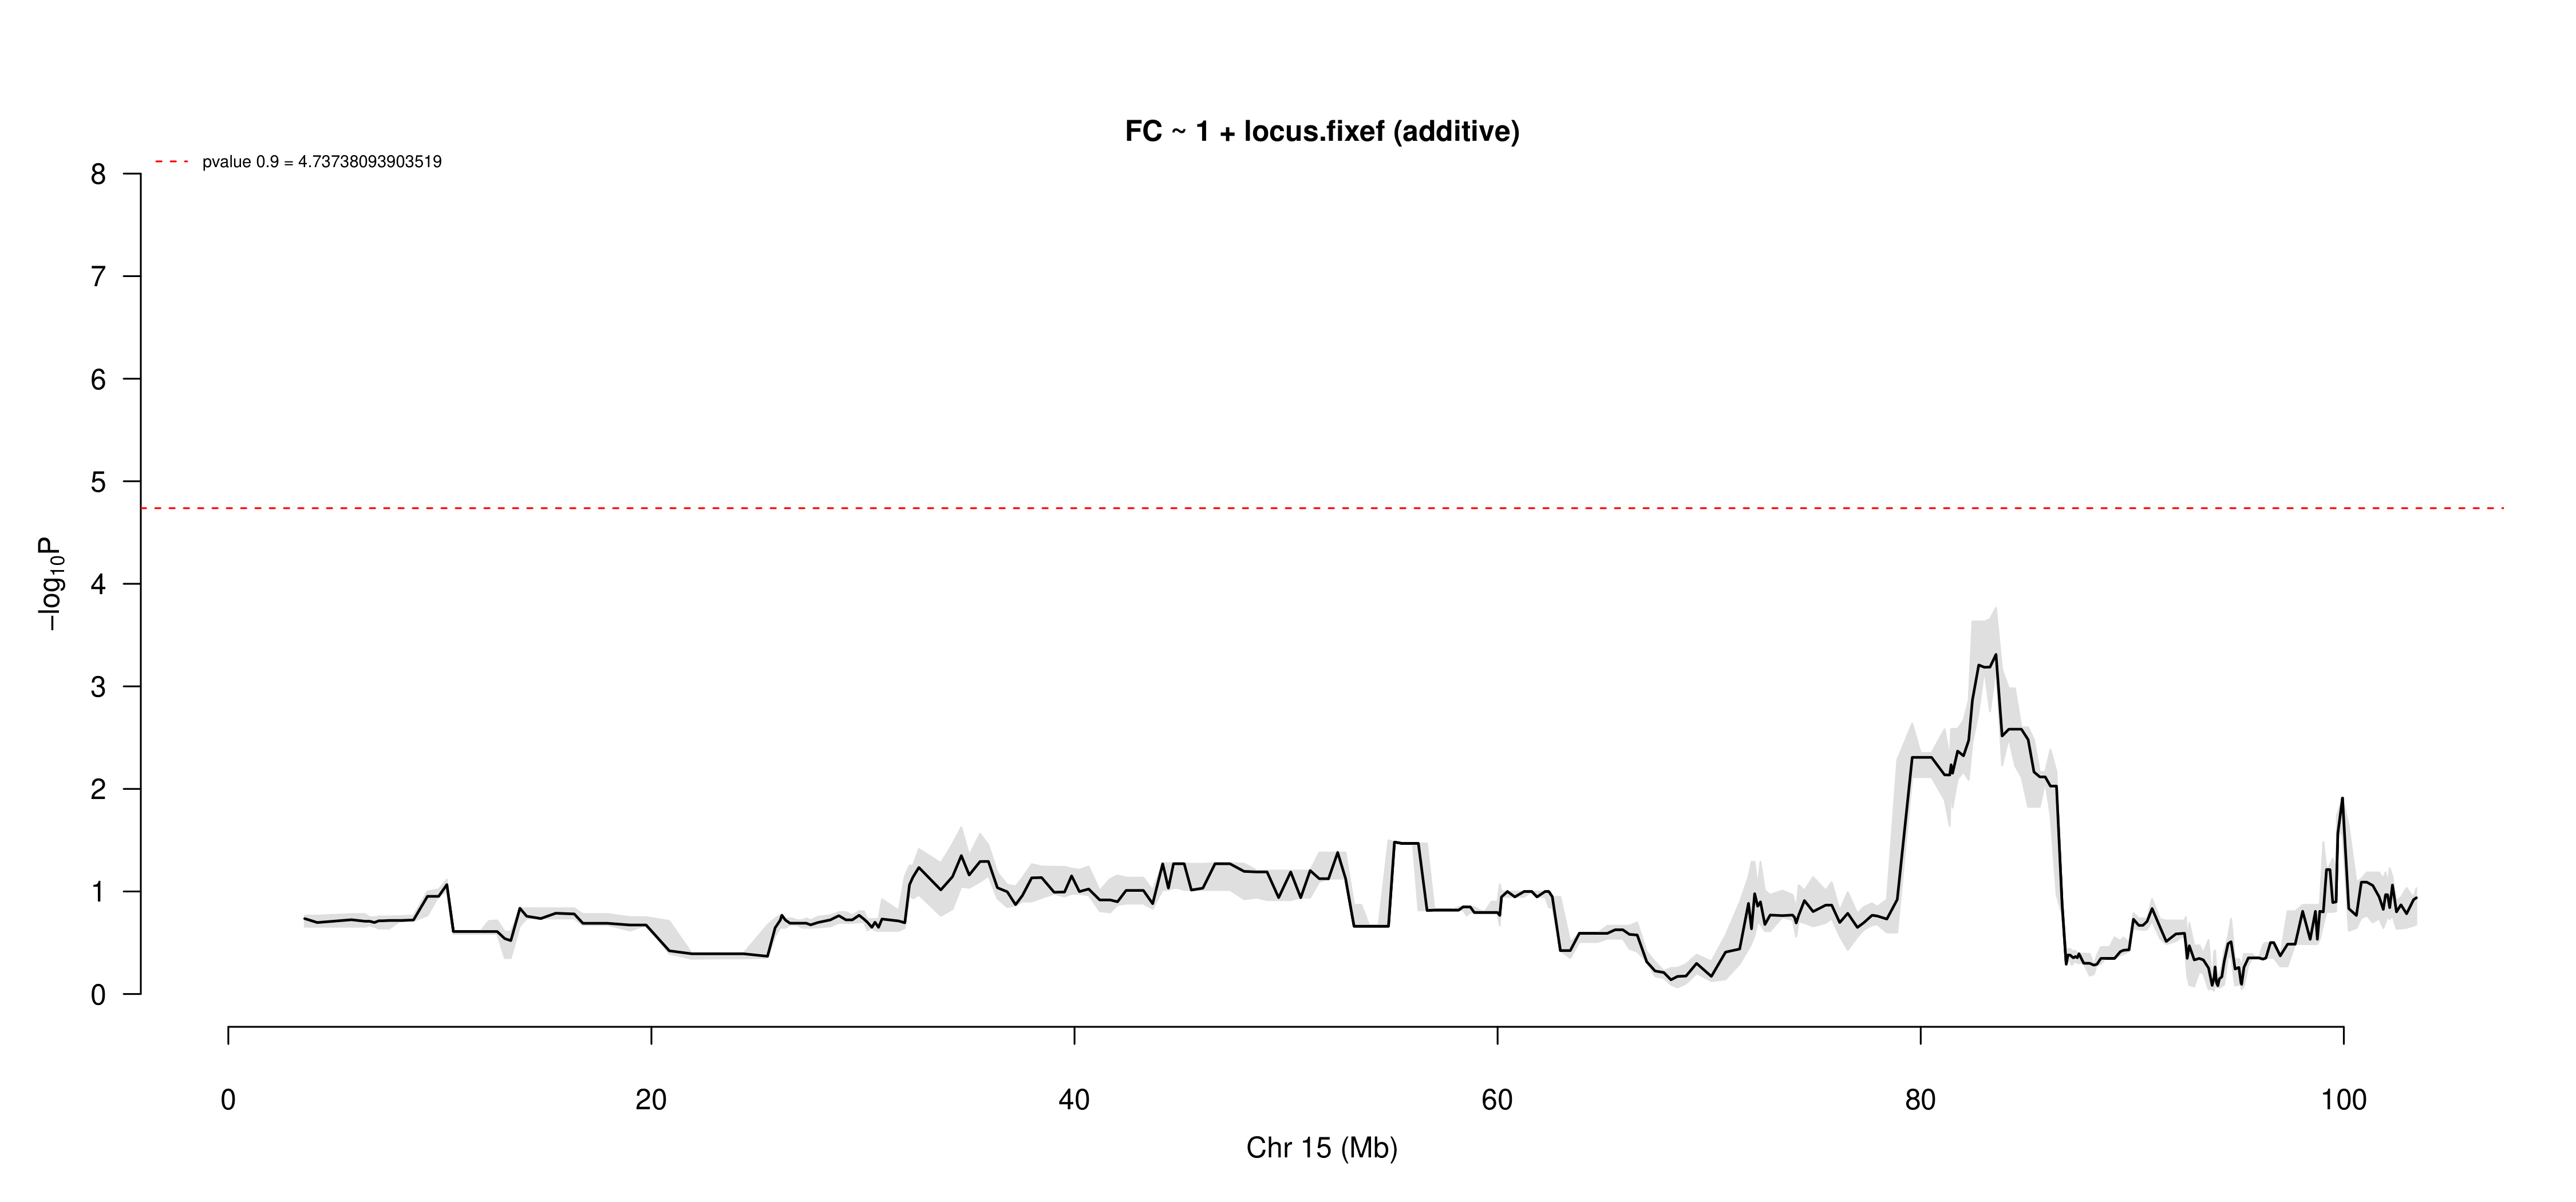 FC ~ 1 + locus.fixef (additive)
pvalue 0.9 = 4.73738093903519
8
7
6
5
4
3
2
1
0
−log10P
0 20 40 60 80 100
Chr 15 (Mb)